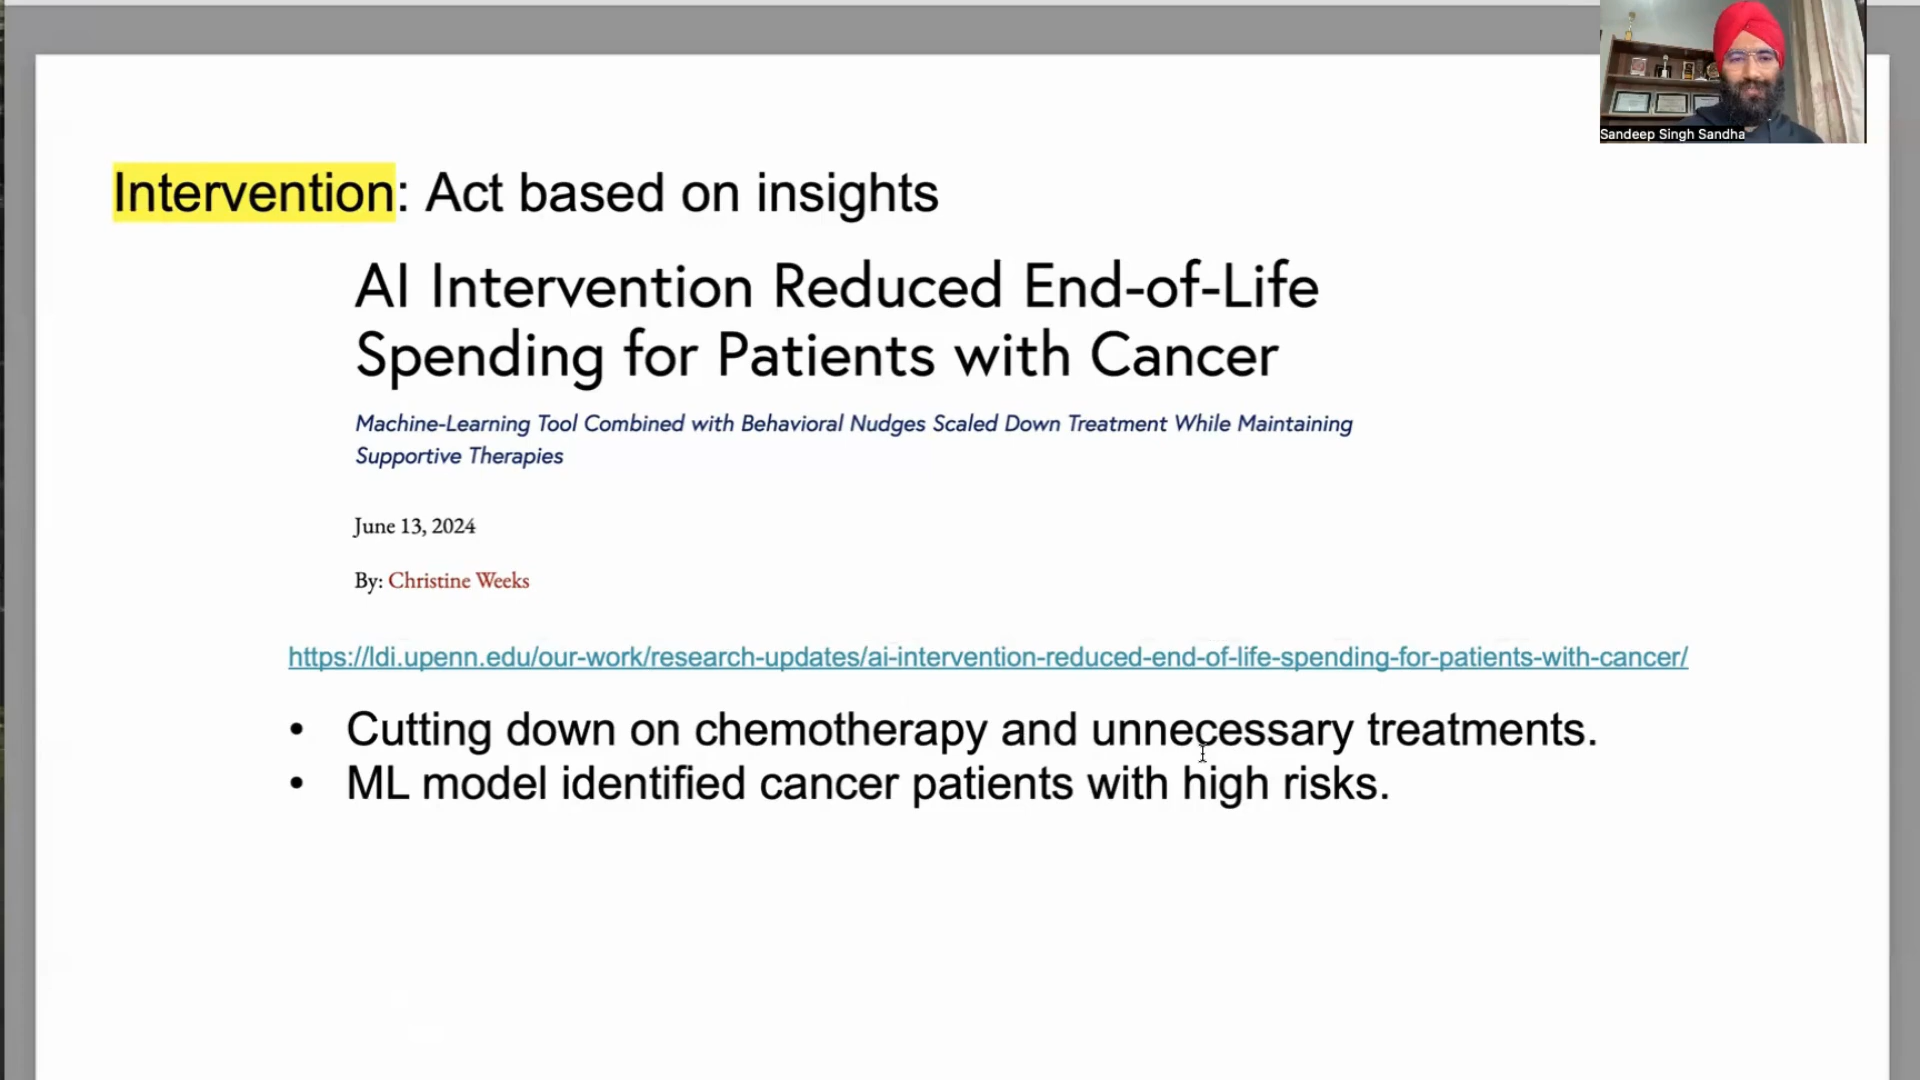 Sandeep Singh Sandha
Intervention: Act based on insights
AI Intervention Reduced End-of-Life
Spending for Patients with Cancer
Machine-Learning Tool Combined with Behavioral Nudges Scaled Down Treatment While Maintaining
Supportive Therapies
June 13, 2024
By: Christine Weeks
https://ldi.upenn.edu/our-work/research-updates/ai-intervention-reduced-end-of-life-spending-for-patients-with-cancer/
• Cutting down on chemotherapy and unnecessary treatments.
• ML model identified cancer patients with high risks.